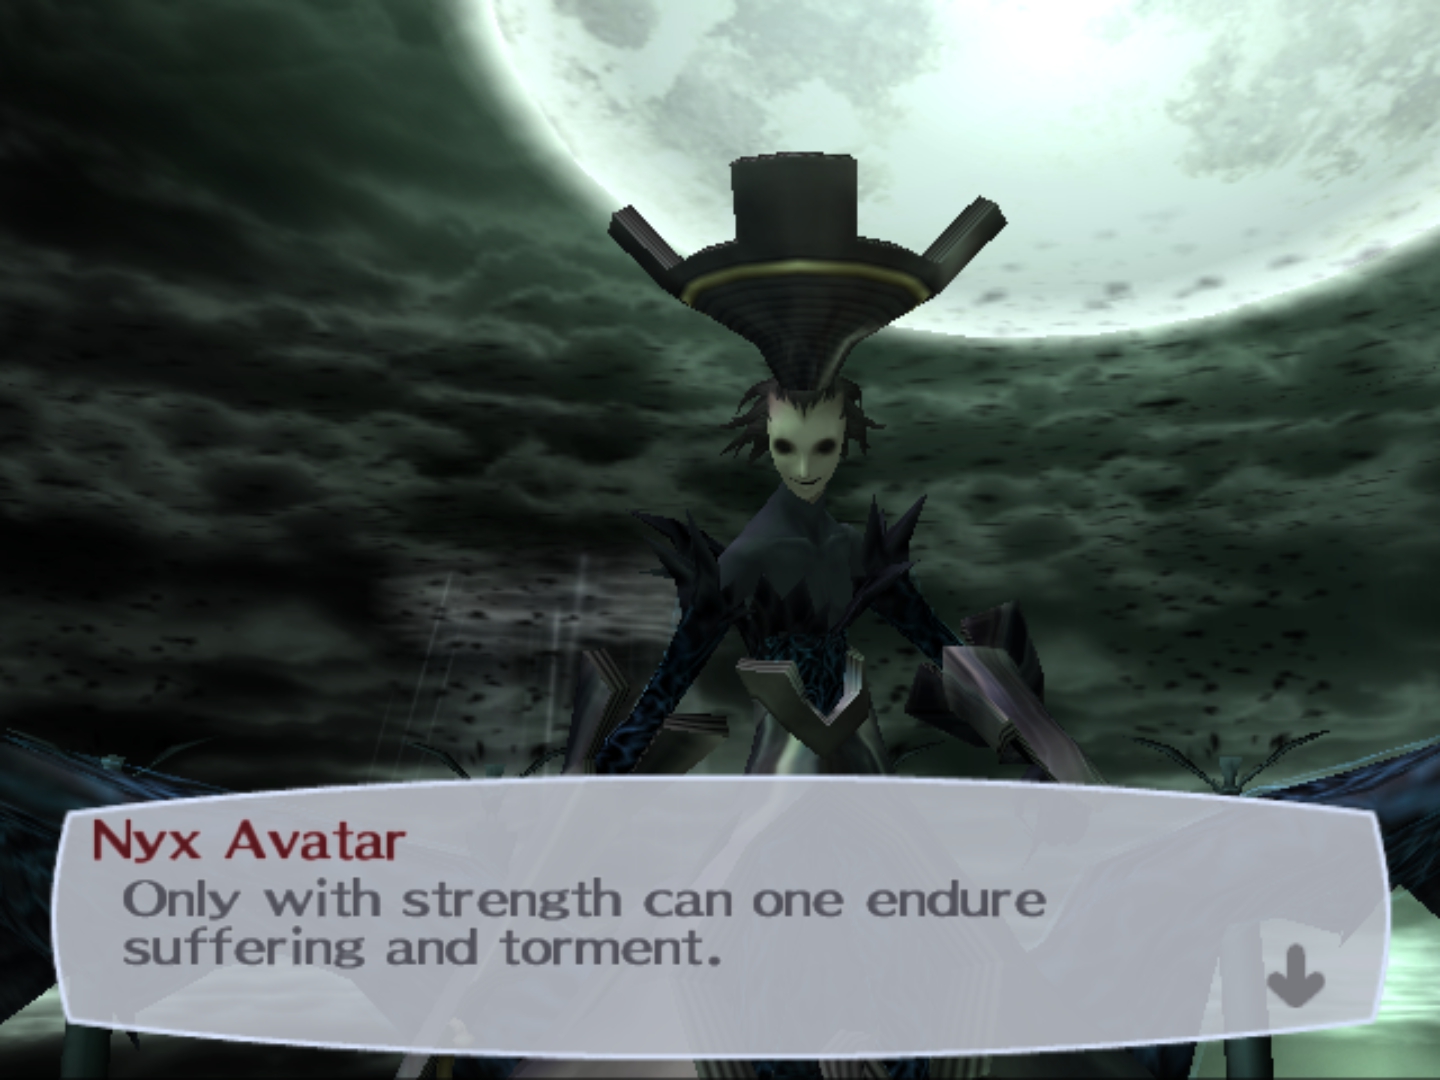 Nyx Avatar
Only with strength can one endure
suffering and torment.